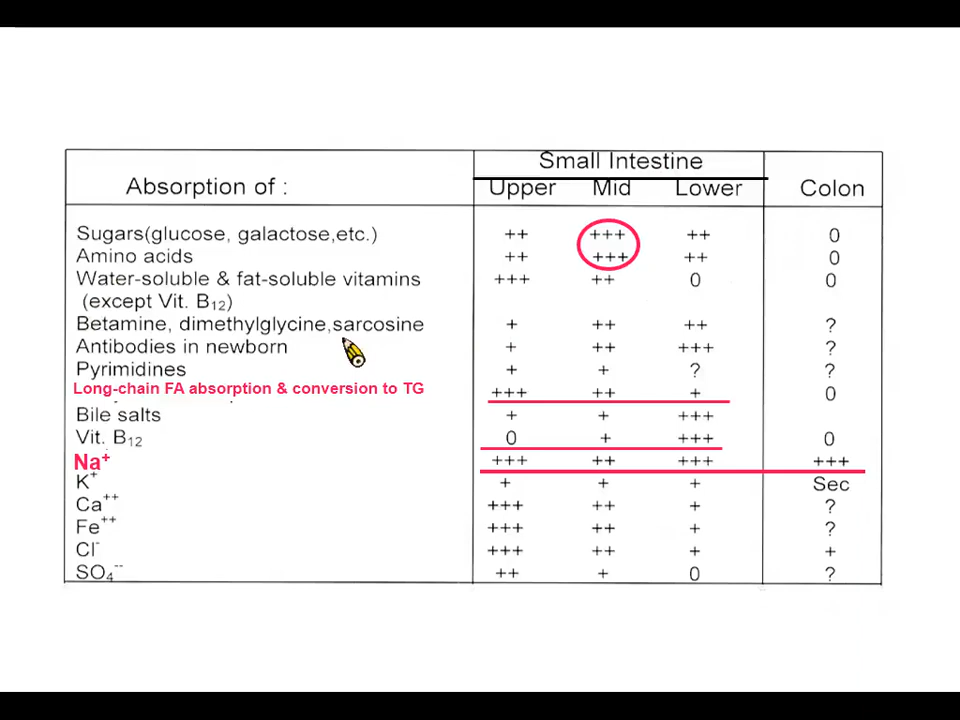 Small Intestine
Absorption of : Upper Mid Lower Colon
Sugars(glucose, galactose,etc.) ++ +++ ++ 0
Amino acids ++ +++ ++ 0
Water-soluble & fat-soluble vitamins +++ ++ 0 0
(except Vit. B12)
Betamine, dimethylglycine,sarcosine + ++ ++ ?
Antibodies in newborn + ++ +++ ?
Pyrimidines + + ? ?
Long-chain FA absorption & conversion to TG +++ ++ + 0
Bile salts + + +++
Vit. B12 0 + +++ 0
Na+ +++ ++ +++ +++
K+ + + + Sec
Ca++ +++ ++ + ?
Fe++ +++ ++ + ?
Cl- +++ ++ + +
SO4-- ++ + 0 ?